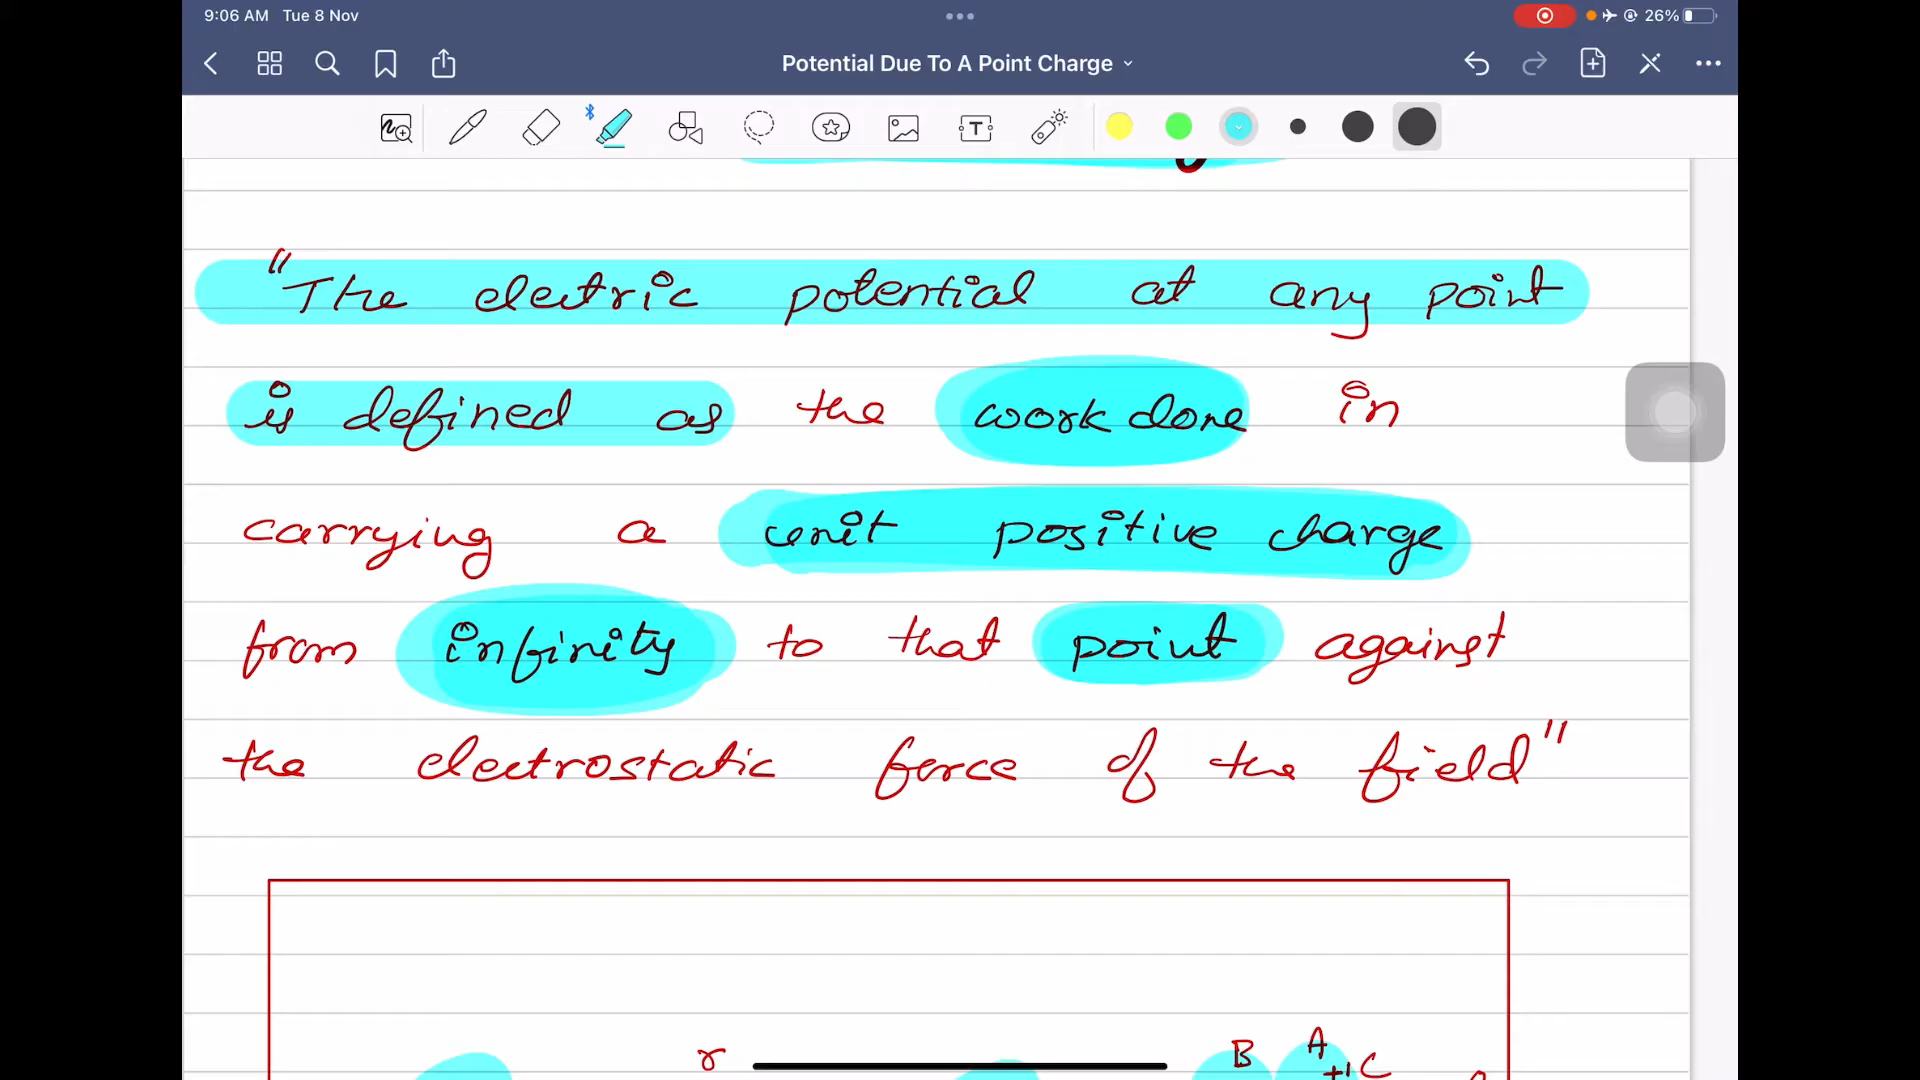 9:06 AM Tue 8 Nov
26%
Potential Due To A Point Charge
"The electric potential at any point
is defined as the work done in
carrying a unit positive charge
from infinity to that point against
the electrostatic force of the field"
r B A
+1C